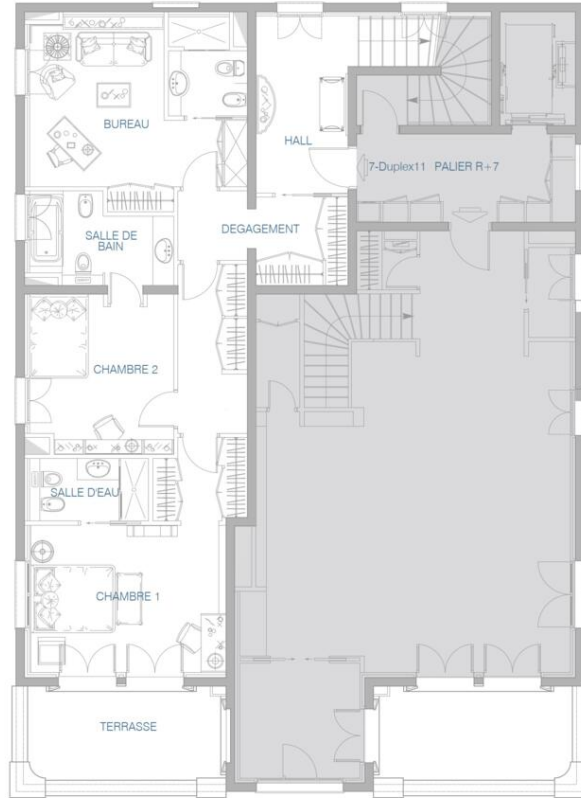 BUREAU
HALL
7-Duplex11 PALIER R+7
SALLE DE
BAIN
DEGAGEMENT
CHAMBRE 2
SALLE D'EAU
CHAMBRE 1
TERRASSE